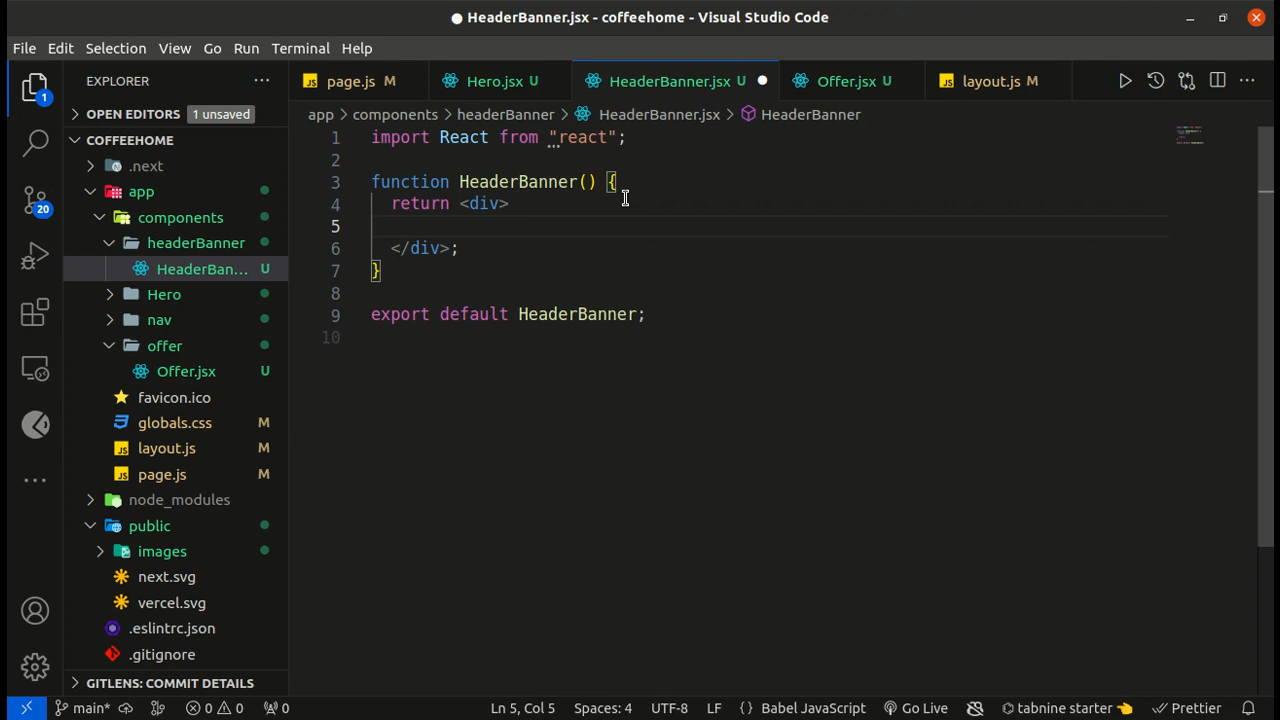 HeaderBanner.jsx - coffeehome - Visual Studio Code
File Edit Selection View Go Run Terminal Help
EXPLORER
page.js M
Hero.jsx U
HeaderBanner.jsx U
Offer.jsx U
layout.js M
OPEN EDITORS 1 unsaved
app > components > headerBanner > HeaderBanner.jsx > HeaderBanner
COFFEEHOME
.next
app
components
headerBanner
HeaderBan... U
Hero
nav
offer
Offer.jsx U
favicon.ico
globals.css M
layout.js M
page.js M
node_modules
public
images
next.svg
vercel.svg
.eslintrc.json
.gitignore
GITLENS: COMMIT DETAILS
1
20
1 import React from "react";
2
3 function HeaderBanner() {
4 return <div>
5
6 </div>;
7 }
8
9 export default HeaderBanner;
10
main* 0 0 0 Ln 5, Col 5 Spaces: 4 UTF-8 LF {} Babel JavaScript Go Live tabnine starter Prettier